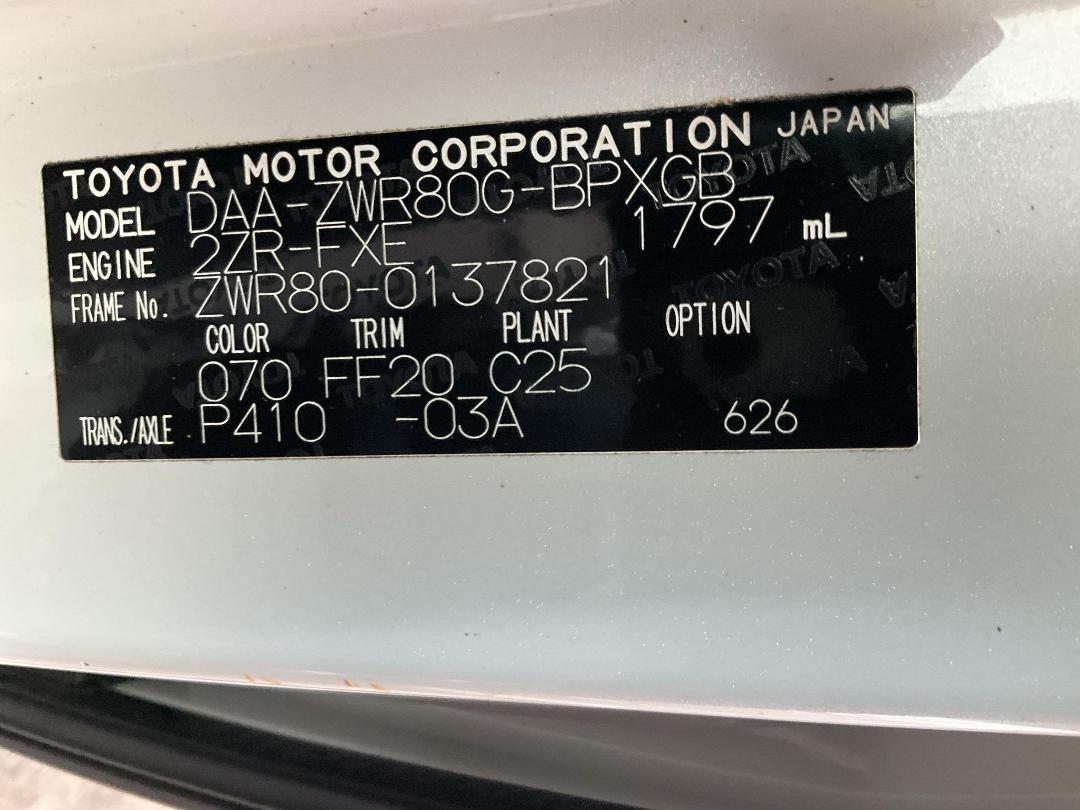 TOYOTA MOTOR CORPORATION JAPAN
MODEL DAA-ZWR80G-BPXGB
ENGINE 2ZR-FXE 1797 mL
FRAME No. ZWR80-0137821
COLOR TRIM PLANT OPTION
070 FF20 C25
TRANS./AXLE P410 -03A 626